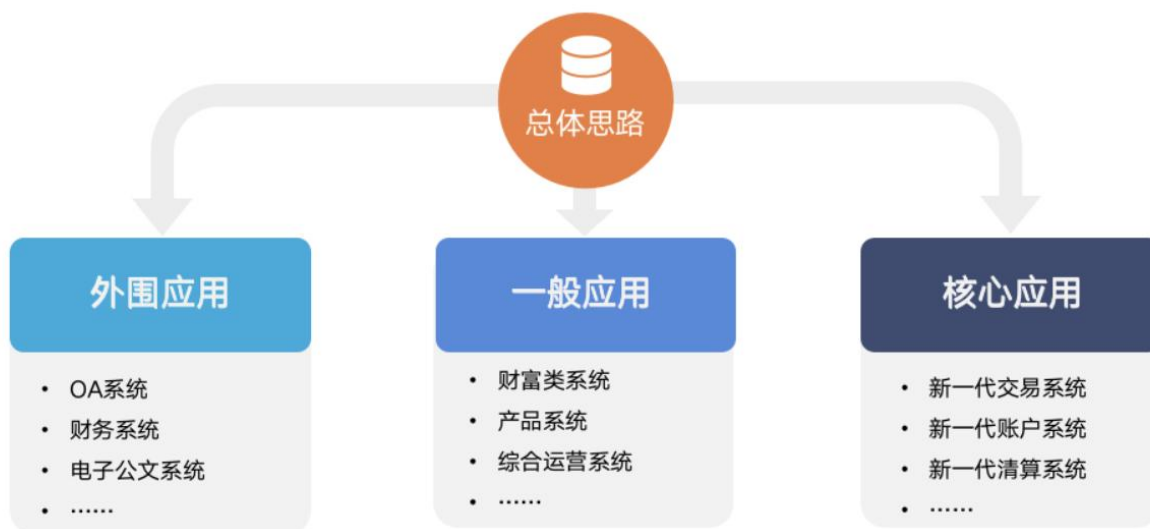 总体思路
外围应用
• OA系统
• 财务系统
• 电子公文系统
• ……
一般应用
• 财富类系统
• 产品系统
• 综合运营系统
• ……
核心应用
• 新一代交易系统
• 新一代账户系统
• 新一代清算系统
• ……